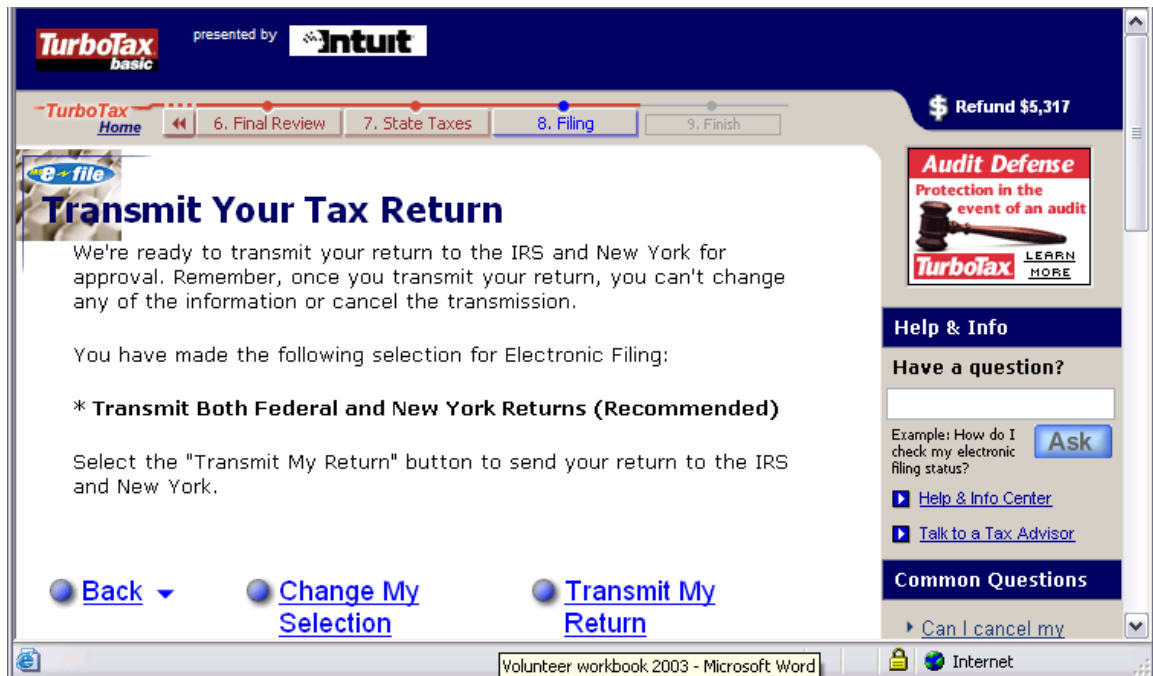 TurboTax
basic
presented by
Intuit
TurboTax
Home
6. Final Review
7. State Taxes
8. Filing
9. Finish
$ Refund $5,317
e-file
Transmit Your Tax Return
We're ready to transmit your return to the IRS and New York for
approval. Remember, once you transmit your return, you can't change
any of the information or cancel the transmission.
You have made the following selection for Electronic Filing:
* Transmit Both Federal and New York Returns (Recommended)
Select the "Transmit My Return" button to send your return to the IRS
and New York.
Back
Change My
Selection
Transmit My
Return
Audit Defense
Protection in the
event of an audit
TurboTax
LEARN
MORE
Help & Info
Have a question?
Example: How do I
check my electronic
filing status?
Ask
Help & Info Center
Talk to a Tax Advisor
Common Questions
Can I cancel my
Volunteer workbook 2003 - Microsoft Word
Internet